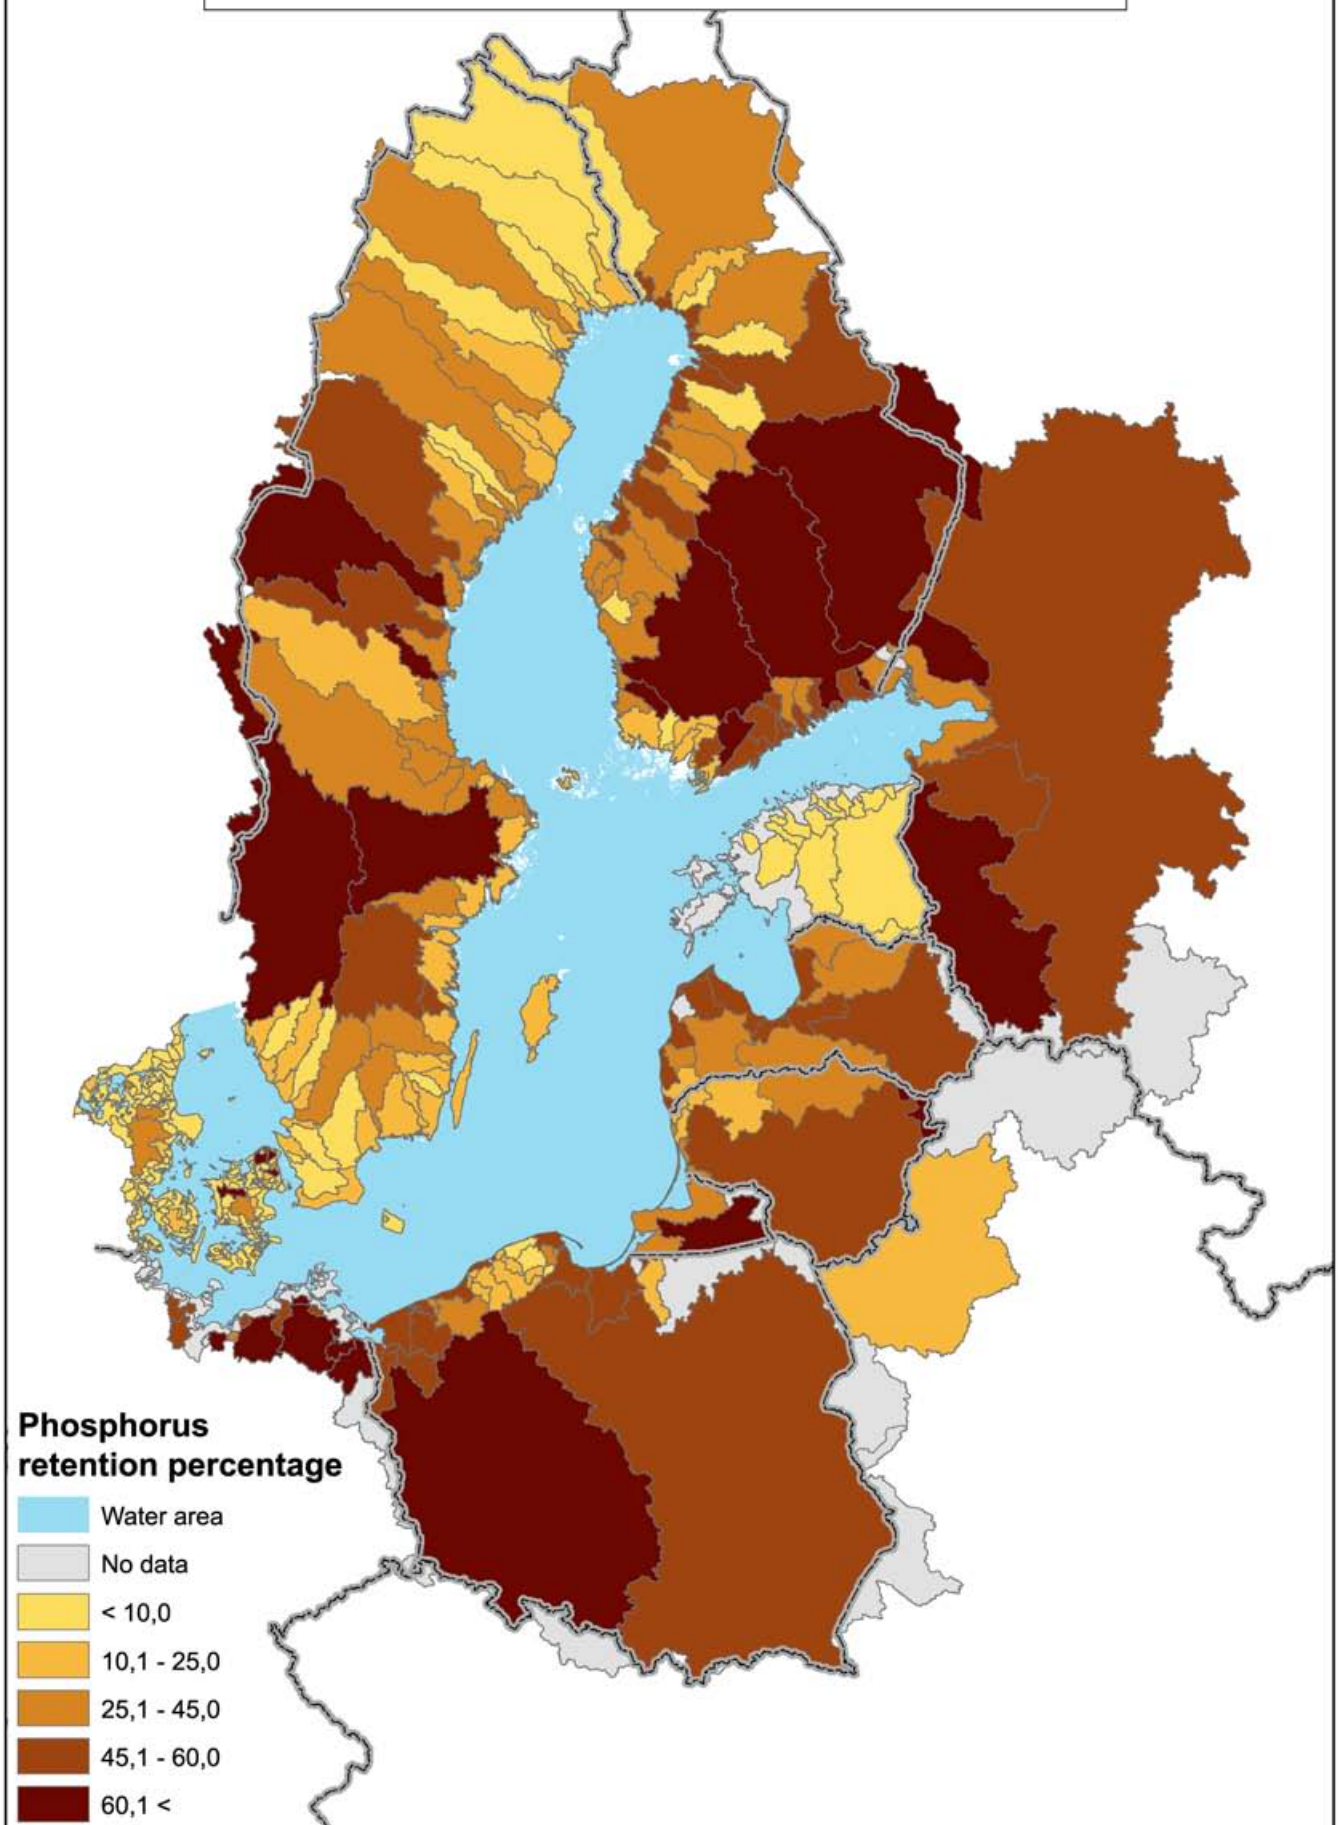 Phosphorus
retention percentage
Water area
No data
< 10,0
10,1 - 25,0
25,1 - 45,0
45,1 - 60,0
60,1 <